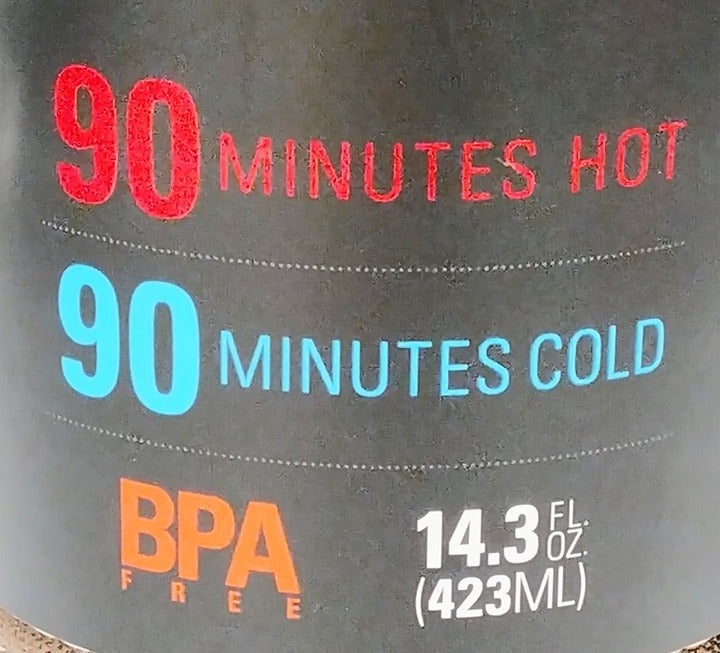 90 MINUTES HOT
90 MINUTES COLD
BPA
FREE
14.3 FL. OZ.
(423ML)